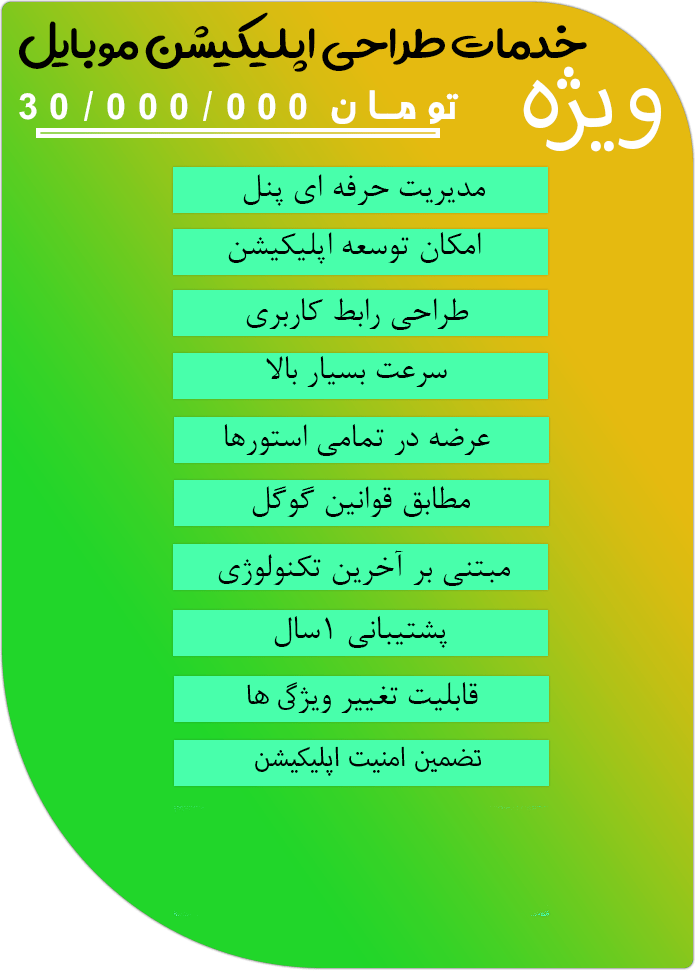 خدمات طراحی اپلیکیشن موبایل
ویژه
30/000/000 تومان
مدیریت حرفه ای پنل
امکان توسعه اپلیکیشن
طراحی رابط کاربری
سرعت بسیار بالا
عرضه در تمامی استورها
مطابق قوانین گوگل
مبتنی بر آخرین تکنولوژی
پشتیبانی ۱سال
قابلیت تغییر ویژگی ها
تضمین امنیت اپلیکیشن